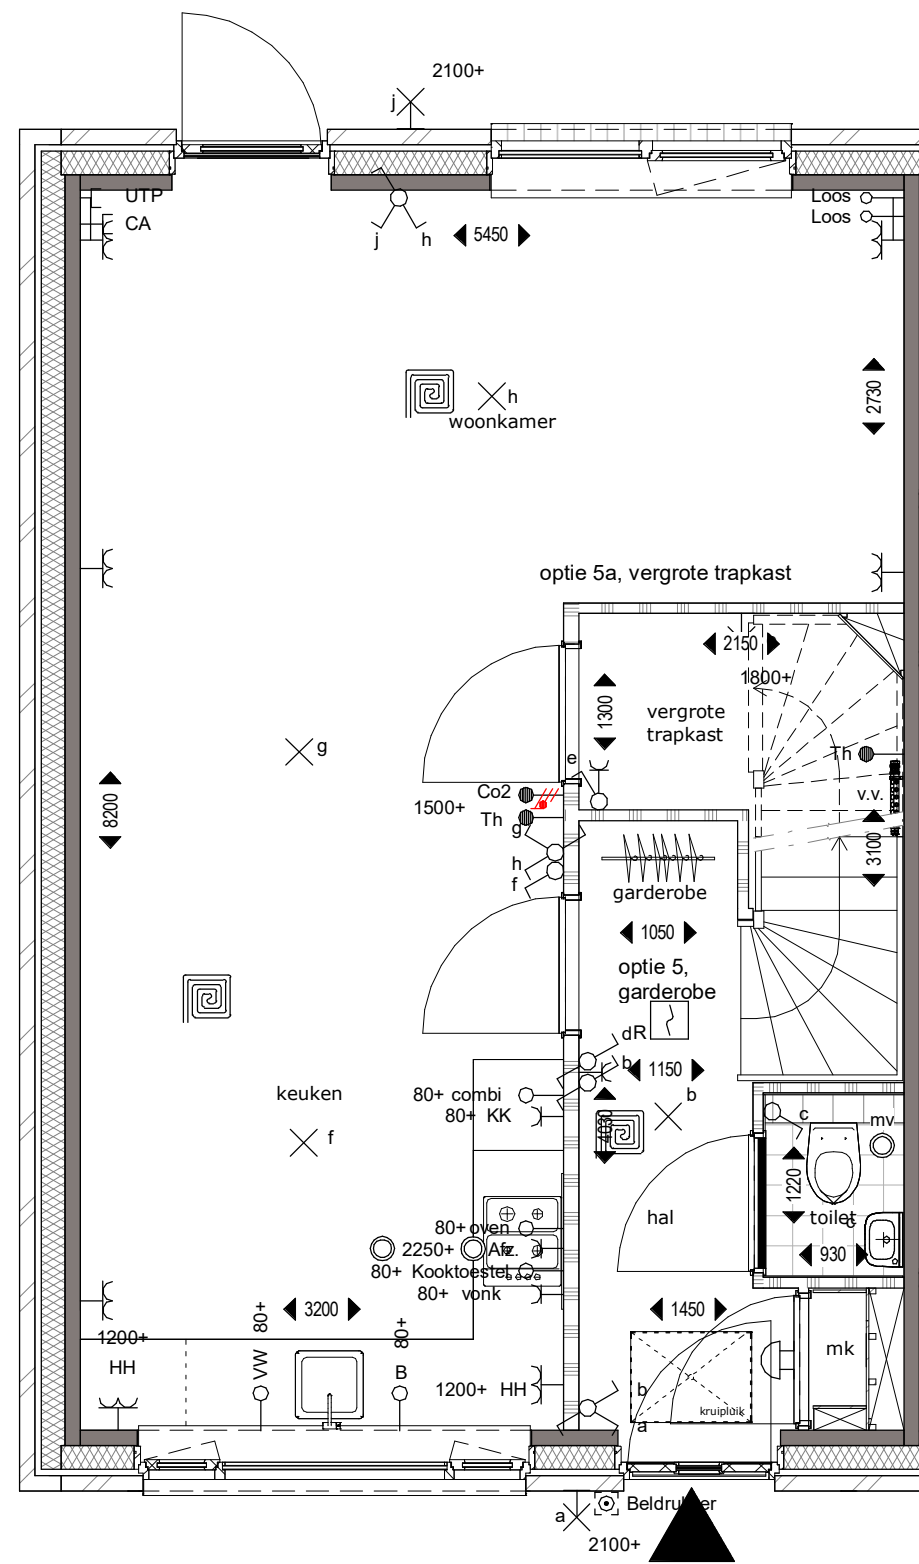 2100+
j
UTP
CA
j
h
5450
Loos
Loos
2730
h
woonkamer
optie 5a, vergrote trapkast
2150
1800+
1300
vergrote
trapkast
g
e
Th
Co2
v.v.
8200
1500+
Th
g
3100
h
f
garderobe
1050
optie 5,
garderobe
dR
b
1150
keuken
80+ combi
80+ KK
b
4030
c
mv
f
1220
hal
toilet
c
80+ oven
2250+
Afz.
930
80+ Kooktoestel
80+ vonk
3200
1450
80+
80+
1200+
HH
VW
B
1200+ HH
mk
b
a
kruipluik
a
Beldrukker
2100+